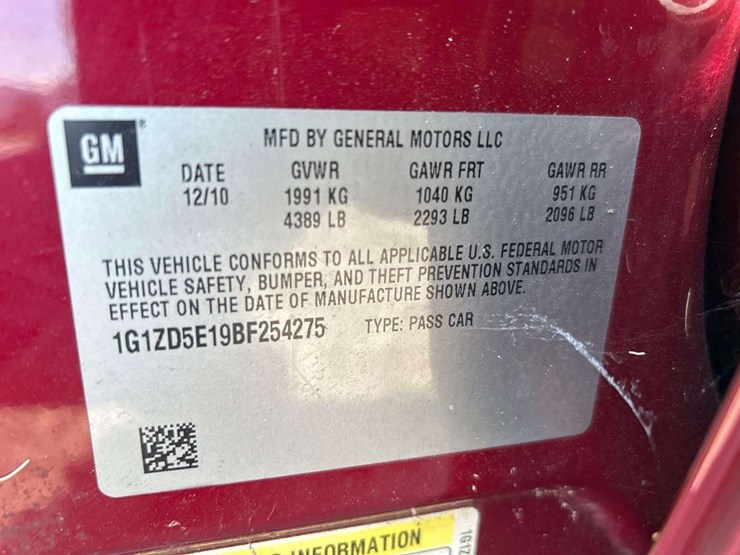 GM
MFD BY GENERAL MOTORS LLC
DATE GVWR GAWR FRT GAWR RR
12/10 1991 KG 1040 KG 951 KG
4389 LB 2293 LB 2096 LB
THIS VEHICLE CONFORMS TO ALL APPLICABLE U.S. FEDERAL MOTOR
VEHICLE SAFETY, BUMPER, AND THEFT PREVENTION STANDARDS IN
EFFECT ON THE DATE OF MANUFACTURE SHOWN ABOVE.
1G1ZD5E19BF254275 TYPE: PASS CAR
INFORMATION
1G1Z